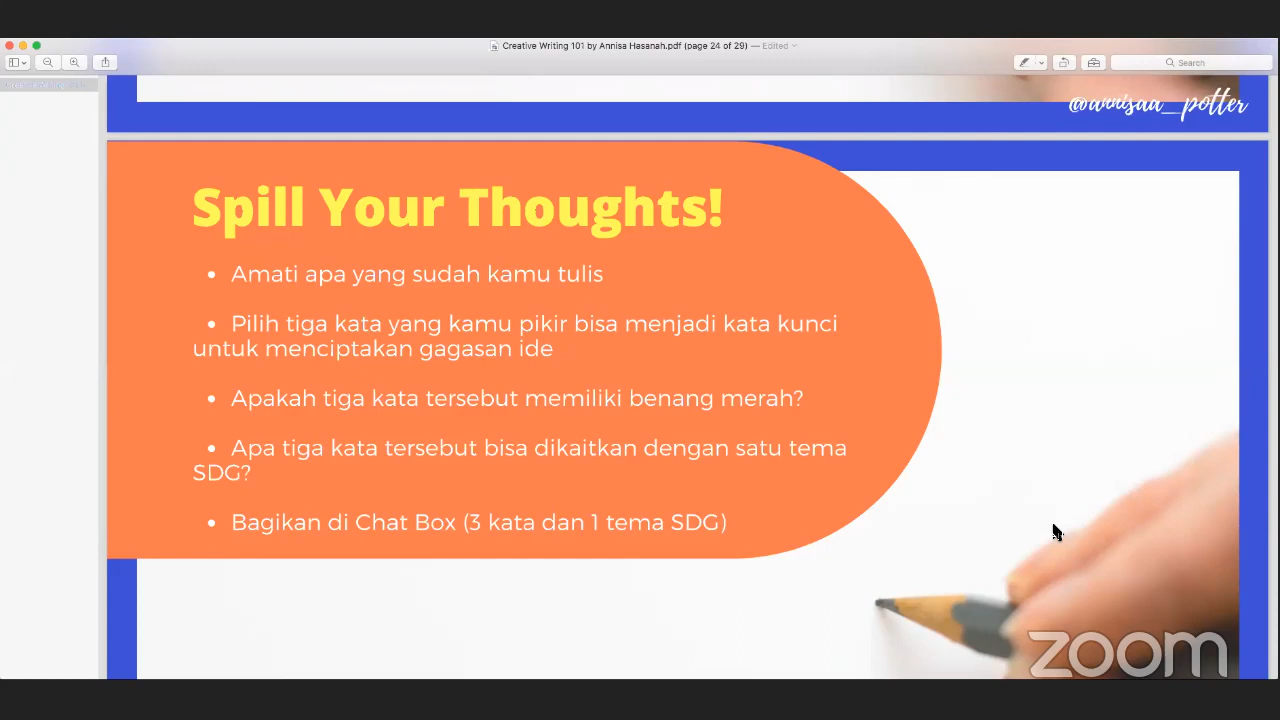 Creative Writing 101 by Annisa Hasanah.pdf (page 24 of 29) — Edited
Search
@annisaa_potter
Spill Your Thoughts!
• Amati apa yang sudah kamu tulis
• Pilih tiga kata yang kamu pikir bisa menjadi kata kunci
untuk menciptakan gagasan ide
• Apakah tiga kata tersebut memiliki benang merah?
• Apa tiga kata tersebut bisa dikaitkan dengan satu tema
SDG?
• Bagikan di Chat Box (3 kata dan 1 tema SDG)
zoom